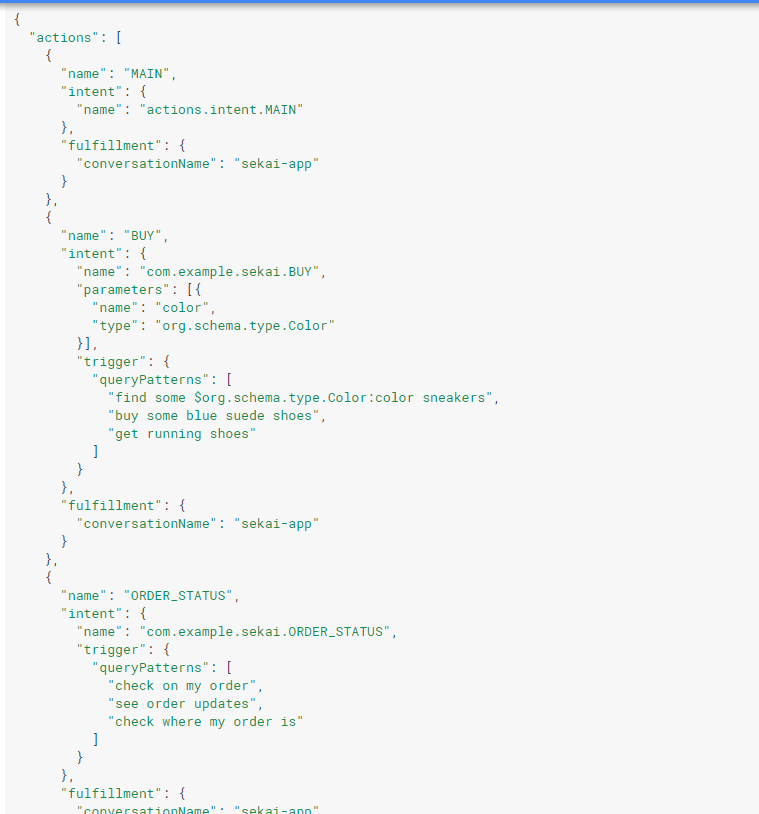 {
  "actions": [
    {
      "name": "MAIN",
      "intent": {
        "name": "actions.intent.MAIN"
      },
      "fulfillment": {
        "conversationName": "sekai-app"
      }
    },
    {
      "name": "BUY",
      "intent": {
        "name": "com.example.sekai.BUY",
        "parameters": [{
          "name": "color",
          "type": "org.schema.type.Color"
        }],
        "trigger": {
          "queryPatterns": [
            "find some $org.schema.type.Color:color sneakers",
            "buy some blue suede shoes",
            "get running shoes"
          ]
        }
      },
      "fulfillment": {
        "conversationName": "sekai-app"
      }
    },
    {
      "name": "ORDER_STATUS",
      "intent": {
        "name": "com.example.sekai.ORDER_STATUS",
        "trigger": {
          "queryPatterns": [
            "check on my order",
            "see order updates",
            "check where my order is"
          ]
        }
      },
      "fulfillment": {
        "conversationName": "sekai-app"